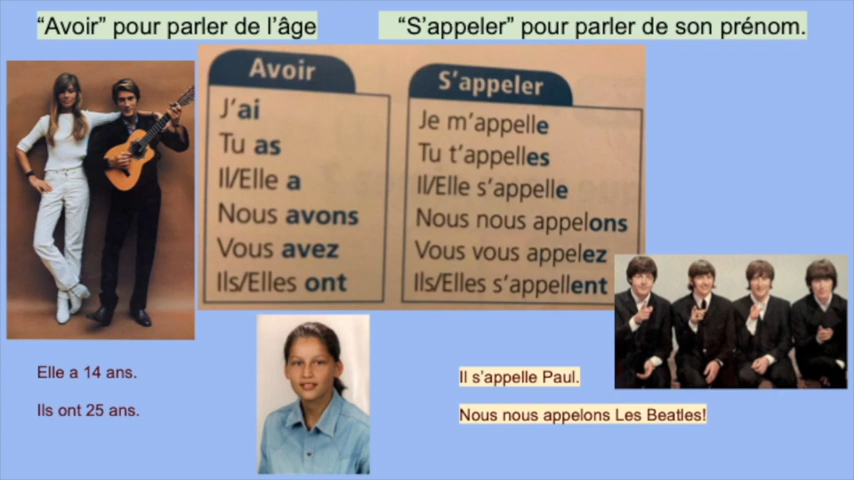 “Avoir” pour parler de l’âge
“S’appeler” pour parler de son prénom.
Avoir
J’ai
Tu as
Il/Elle a
Nous avons
Vous avez
Ils/Elles ont
S’appeler
Je m’appelle
Tu t’appelles
Il/Elle s’appelle
Nous nous appelons
Vous vous appelez
Ils/Elles s’appellent
Elle a 14 ans.
Ils ont 25 ans.
Il s’appelle Paul.
Nous nous appelons Les Beatles!